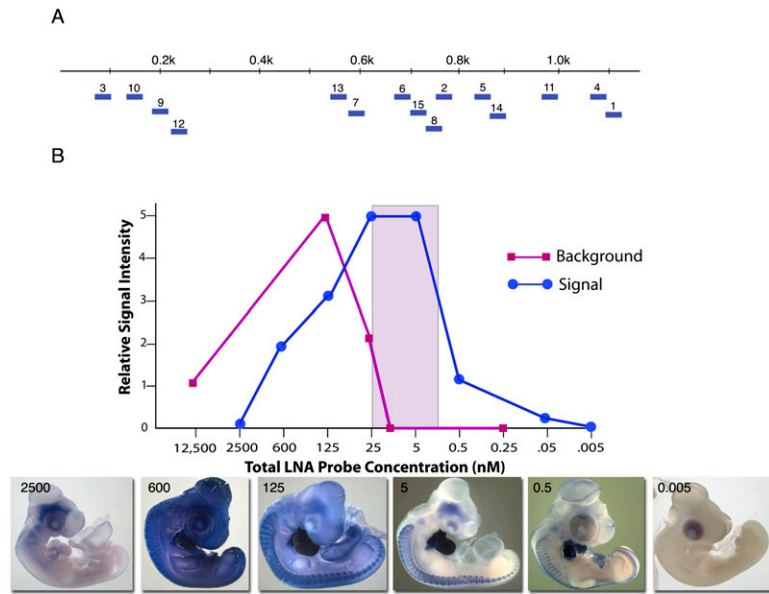 A
0.2k 0.4k 0.6k 0.8k 1.0k
3 10 13 6 2 5 11 4
9 7 15 14 1
12 8
B
Relative Signal Intensity
5
4
3
2
1
0
Background
Signal
12,500 2500 600 125 25 5 0.5 0.25 .05 .005
Total LNA Probe Concentration (nM)
2500 600 125 5 0.5 0.005